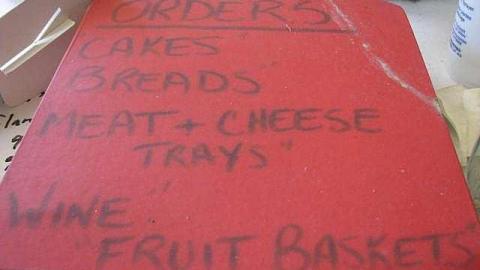 ORDERS
CAKES
BREADS
MEAT + CHEESE
TRAYS"
WINE
"FRUIT BASKETS"